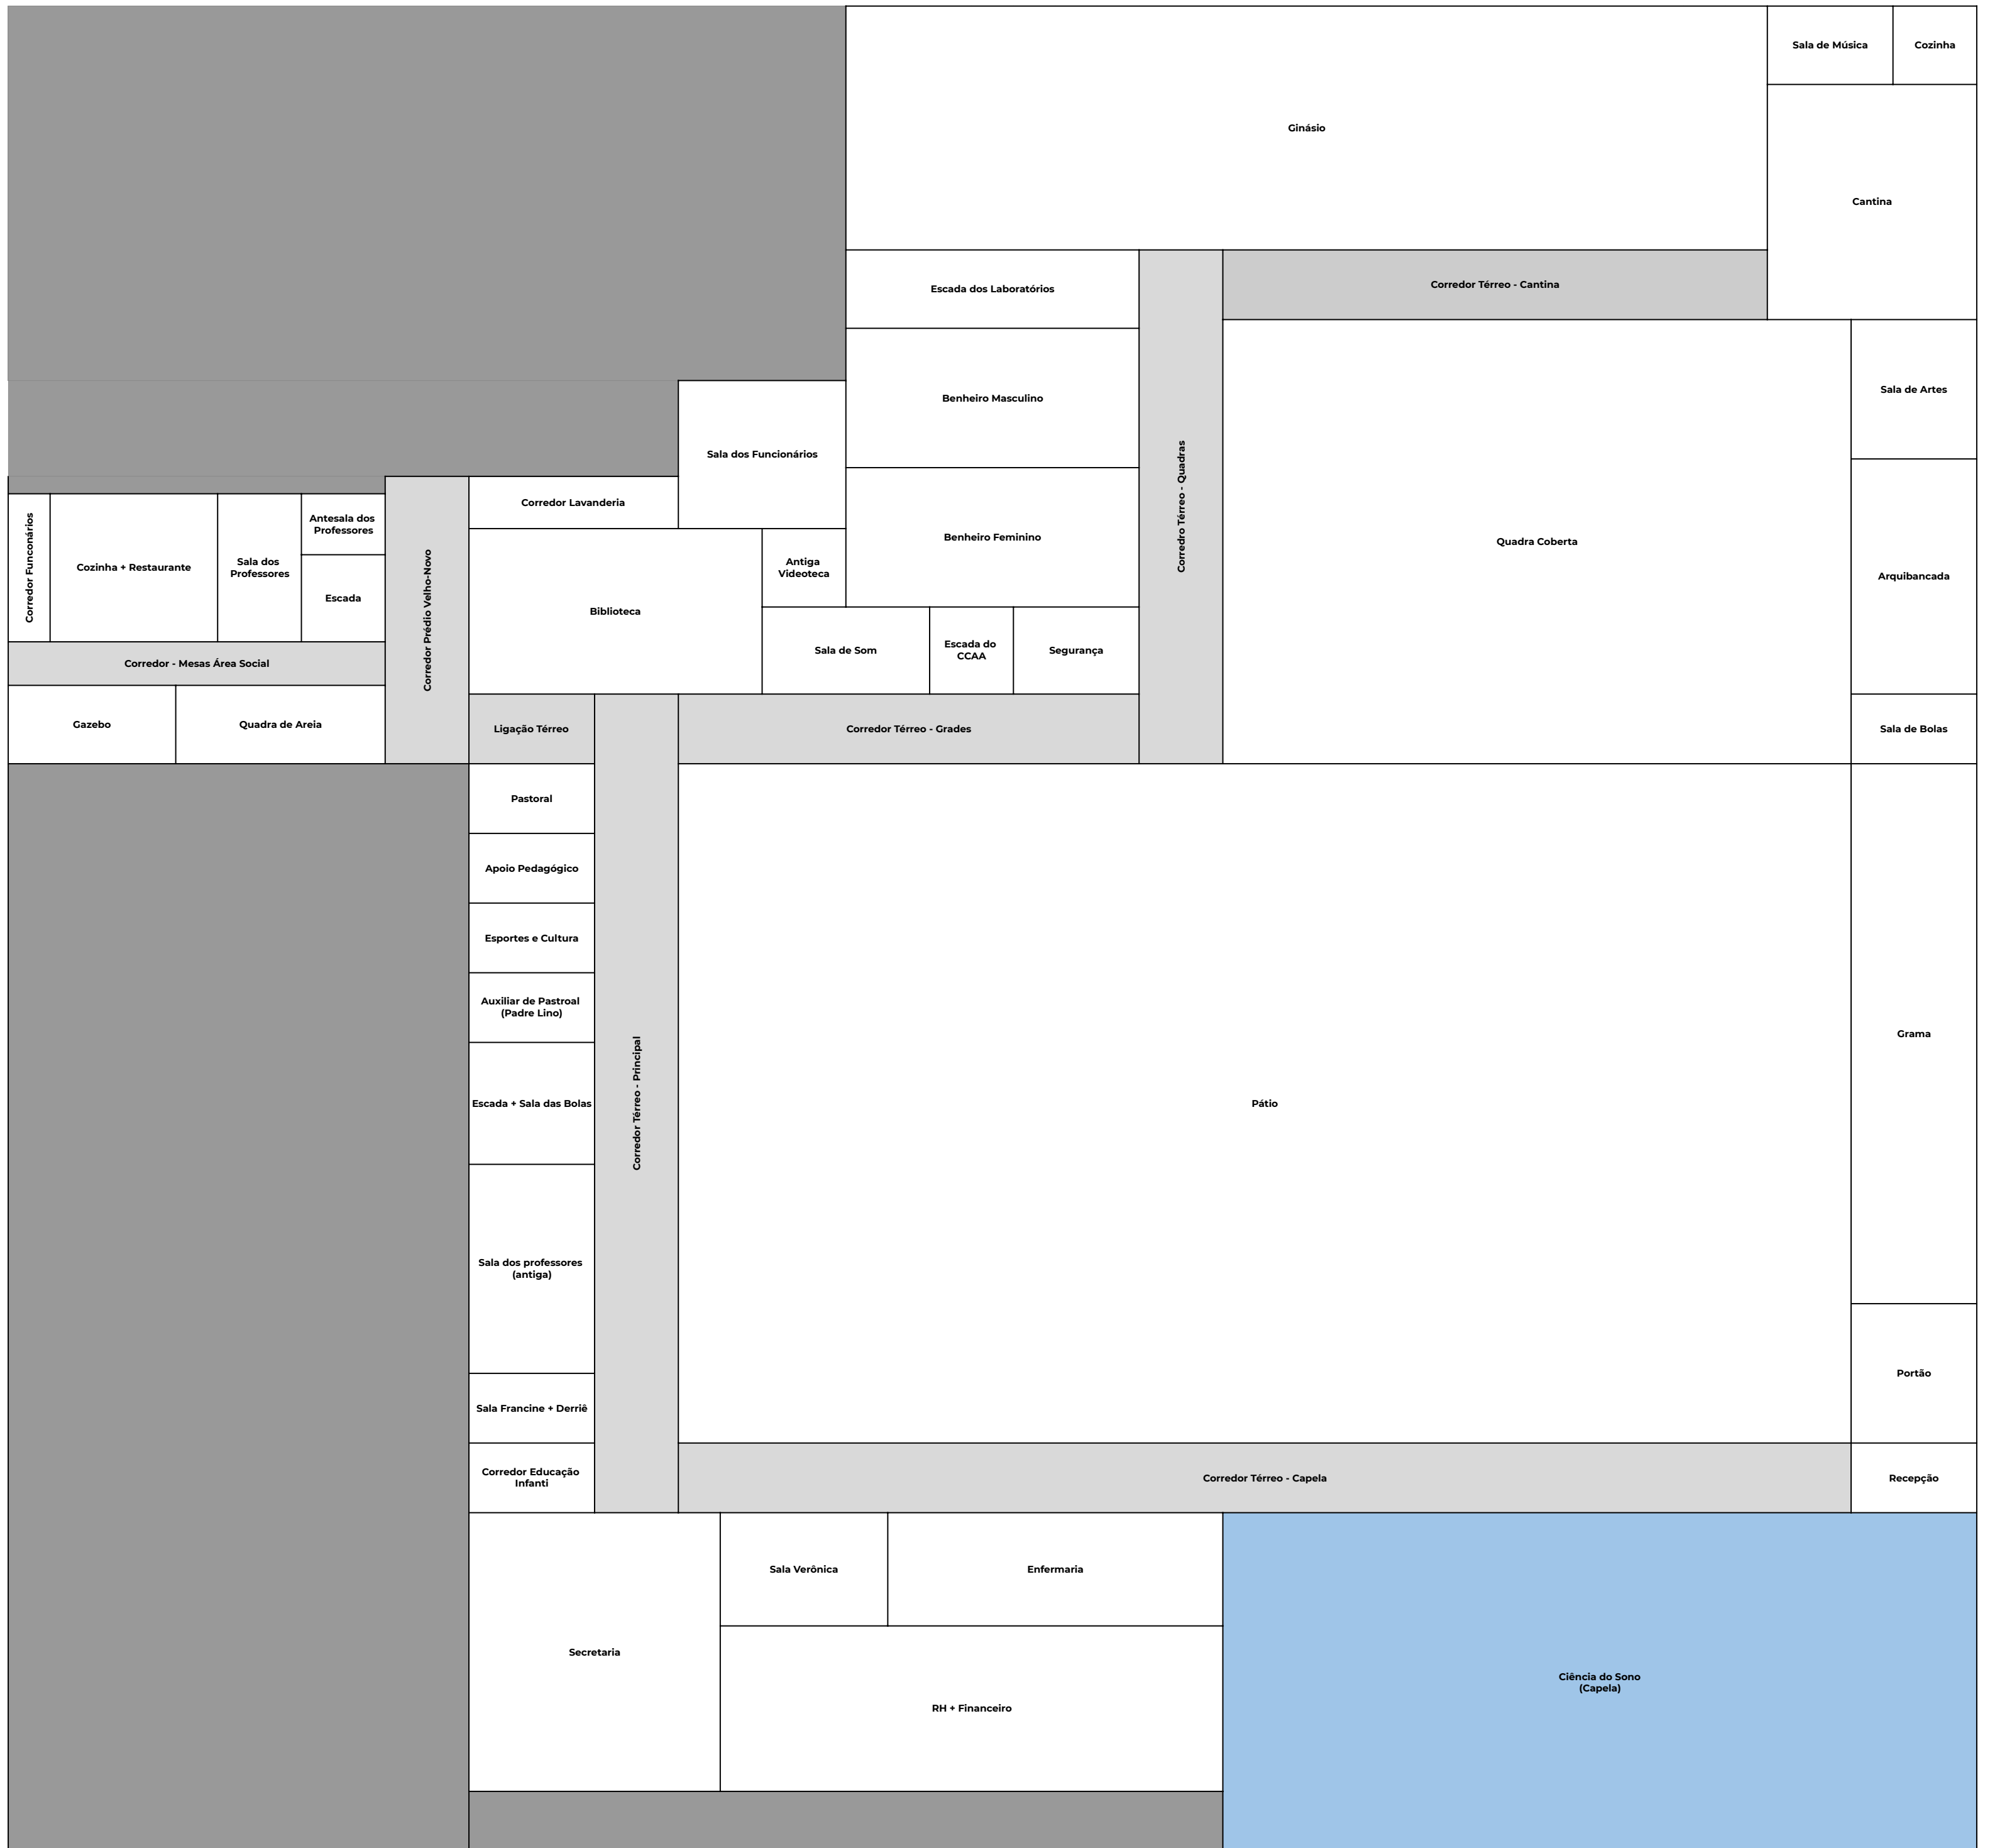 Sala de Música
Cozinha
Ginásio
Cantina
Escada dos Laboratórios
Corredor Térreo - Cantina
Benheiro Masculino
Sala de Artes
Sala dos Funcionários
Corredro Térreo - Quadras
Corredor Lavanderia
Benheiro Feminino
Quadra Coberta
Arquibancada
Corredor Funconários
Cozinha + Restaurante
Sala dos
Professores
Antesala dos
Professores
Escada
Corredor Prédio Velho-Novo
Biblioteca
Antiga
Videoteca
Sala de Som
Escada do
CCAA
Segurança
Corredor - Mesas Área Social
Gazebo
Quadra de Areia
Ligação Térreo
Corredor Térreo - Grades
Sala de Bolas
Pastoral
Apoio Pedagógico
Esportes e Cultura
Auxiliar de Pastroal
(Padre Lino)
Escada + Sala das Bolas
Corredor Térreo - Principal
Pátio
Grama
Sala dos professores
(antiga)
Portão
Sala Francine + Derriê
Corredor Educação
Infanti
Corredor Térreo - Capela
Recepção
Secretaria
Sala Verônica
Enfermaria
RH + Financeiro
Ciência do Sono
(Capela)